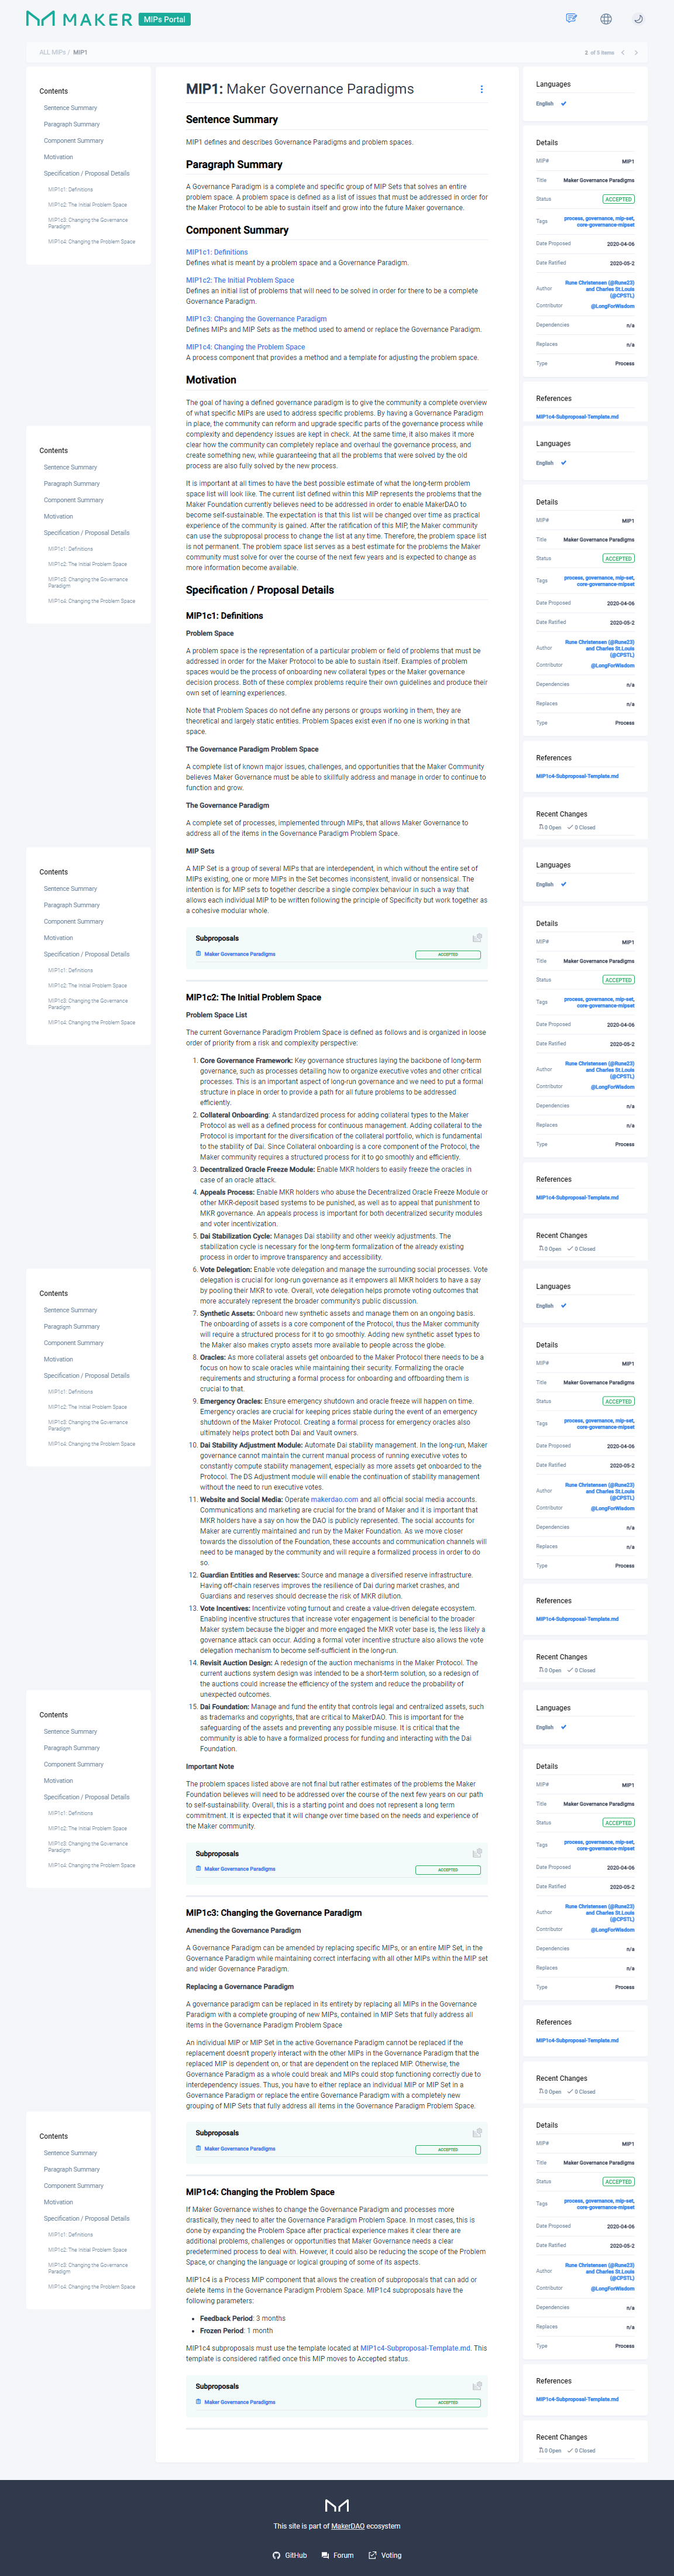 MAKER MIPs Portal
ALL MIPs / MIP1
2 of 5 items
Contents
Sentence Summary
Paragraph Summary
Component Summary
Motivation
Specification / Proposal Details
MIP1c1: Definitions
MIP1c2: The Initial Problem Space
MIP1c3: Changing the Governance
Paradigm
MIP1c4: Changing the Problem Space
MIP1: Maker Governance Paradigms
Sentence Summary
MIP1 defines and describes Governance Paradigms and problem spaces.
Paragraph Summary
A Governance Paradigm is a complete and specific group of MIP Sets that solves an entire
problem space. A problem space is defined as a list of issues that must be addressed in order for
the Maker Protocol to be able to sustain itself and grow into the future Maker governance.
Component Summary
MIP1c1: Definitions
Defines what is meant by a problem space and a Governance Paradigm.
MIP1c2: The Initial Problem Space
Defines an initial list of problems that will need to be solved in order for there to be a complete
Governance Paradigm.
MIP1c3: Changing the Governance Paradigm
Defines MIPs and MIP Sets as the method used to amend or replace the Governance Paradigm.
MIP1c4: Changing the Problem Space
A process component that provides a method and a template for adjusting the problem space.
Motivation
The goal of having a defined governance paradigm is to give the community a complete overview
of what specific MIPs are used to address specific problems. By having a Governance Paradigm
in place, the community can reform and upgrade specific parts of the governance process while
complexity and dependency issues are kept in check. At the same time, it also makes it more
clear how the community can completely replace and overhaul the governance process, and
create something new, while guaranteeing that all the problems that were solved by the old
process are also fully solved by the new process.
It is important at all times to have the best possible estimate of what the long-term problem
space list will look like. The current list defined within this MIP represents the problems that the
Maker Foundation currently believes need to be addressed in order to enable MakerDAO to
become self-sustainable. The expectation is that this list will be changed over time as practical
experience of the community is gained. After the ratification of this MIP, the Maker community
can use the subproposal process to change the list at any time. Therefore, the problem space list
is not permanent. The problem space list serves as a best estimate for the problems the Maker
community must solve for over the course of the next few years and is expected to change as
more information become available.
Specification / Proposal Details
MIP1c1: Definitions
Problem Space
A problem space is the representation of a particular problem or field of problems that must be
addressed in order for the Maker Protocol to be able to sustain itself. Examples of problem
spaces would be the process of onboarding new collateral types or the Maker governance
decision process. Both of these complex problems require their own guidelines and produce their
own set of learning experiences.
Note that Problem Spaces do not define any persons or groups working in them, they are
theoretical and largely static entities. Problem Spaces exist even if no one is working in that
space.
The Governance Paradigm Problem Space
A complete list of known major issues, challenges, and opportunities that the Maker Community
believes Maker Governance must be able to skillfully address and manage in order to continue to
function and grow.
The Governance Paradigm
A complete set of processes, implemented through MIPs, that allows Maker Governance to
address all of the items in the Governance Paradigm Problem Space.
MIP Sets
A MIP Set is a group of several MIPs that are interdependent, in which without the entire set of
MIPs existing, one or more MIPs in the Set becomes inconsistent, invalid or nonsensical. The
intention is for MIP sets to together describe a single complex behaviour in such a way that
allows each individual MIP to be written following the principle of Specificity but work together as
a cohesive modular whole.
Subproposals
Maker Governance Paradigms ACCEPTED
MIP1c2: The Initial Problem Space
Problem Space List
The current Governance Paradigm Problem Space is defined as follows and is organized in loose
order of priority from a risk and complexity perspective:
1. Core Governance Framework: Key governance structures laying the backbone of long-term
governance, such as processes detailing how to organize executive votes and other critical
processes. This is an important aspect of long-run governance and we need to put a formal
structure in place in order to provide a path for all future problems to be addressed
efficiently.
2. Collateral Onboarding: A standardized process for adding collateral types to the Maker
Protocol as well as a defined process for continuous management. Adding collateral to the
Protocol is important for the diversification of the collateral portfolio, which is fundamental
to the stability of Dai. Since Collateral onboarding is a core component of the Protocol, the
Maker community requires a structured process for it to go smoothly and efficiently.
3. Decentralized Oracle Freeze Module: Enable MKR holders to easily freeze the oracles in
case of an oracle attack.
4. Appeals Process: Enable MKR holders who abuse the Decentralized Oracle Freeze Module or
other MKR-deposit based systems to be punished, as well as to appeal that punishment to
MKR governance. An appeals process is important for both decentralized security modules
and voter incentivization.
5. Dai Stabilization Cycle: Manages Dai stability and other weekly adjustments. The
stabilization cycle is necessary for the long-term formalization of the already existing
process in order to improve transparency and accessibility.
6. Vote Delegation: Enable vote delegation and manage the surrounding social processes. Vote
delegation is crucial for long-run governance as it empowers all MKR holders to have a say
by pooling their MKR to vote. Overall, vote delegation helps promote voting outcomes that
more accurately represent the broader community's public discussion.
7. Synthetic Assets: Onboard new synthetic assets and manage them on an ongoing basis.
The onboarding of assets is a core component of the Protocol, thus the Maker community
will require a structured process for it to go smoothly. Adding new synthetic asset types to
the Maker also makes crypto assets more available to people across the globe.
8. Oracles: As more collateral assets get onboarded to the Maker Protocol there needs to be a
focus on how to scale oracles while maintaining their security. Formalizing the oracle
requirements and structuring a formal process for onboarding and offboarding them is
crucial to that.
9. Emergency Oracles: Ensure emergency shutdown and oracle freeze will happen on time.
Emergency oracles are crucial for keeping prices stable during the event of an emergency
shutdown of the Maker Protocol. Creating a formal process for emergency oracles also
ultimately helps protect both Dai and Vault owners.
10. Dai Stability Adjustment Module: Automate Dai stability management. In the long-run, Maker
governance cannot maintain the current manual process of running executive votes to
constantly compute stability management, especially as more assets get onboarded to the
Protocol. The DS Adjustment module will enable the continuation of stability management
without the need to run executive votes.
11. Website and Social Media: Operate makerdao.com and all official social media accounts.
Communications and marketing are crucial for the brand of Maker and it is important that
MKR holders have a say on how the DAO is publicly represented. The social accounts for
Maker are currently maintained and run by the Maker Foundation. As we move closer
towards the dissolution of the Foundation, these accounts and communication channels will
need to be managed by the community and will require a formalized process in order to do
so.
12. Guardian Entities and Reserves: Source and manage a diversified reserve infrastructure.
Having off-chain reserves improves the resilience of Dai during market crashes, and
Guardians and reserves should decrease the risk of MKR dilution.
13. Vote Incentives: Incentivize voting turnout and create a value-driven delegate ecosystem.
Enabling incentive structures that increase voter engagement is beneficial to the broader
Maker system because the bigger and more engaged the MKR voter base is, the less likely a
governance attack can occur. Adding a formal vote incentive structure also allows the vote
delegation mechanism to become self-sufficient in the long-run.
14. Revisit Auction Design: A redesign of the auction mechanisms in the Maker Protocol. The
current auctions system design was intended to be a short-term solution, so a redesign of
the auctions could increase the efficiency of the system and reduce the probability of
unexpected outcomes.
15. Dai Foundation: Manage and fund the entity that controls legal and centralized assets, such
as trademarks and copyrights, that are critical to MakerDAO. This is important for the
safeguarding of the assets and preventing any possible misuse. It is critical that the
community is able to have a formalized process for funding and interacting with the Dai
Foundation.
Important Note
The problem spaces listed above are not final but rather estimates of the problems the Maker
Foundation believes will need to be addressed over the course of the next few years on our path
to self-sustainability. Overall, this is a starting point and does not represent a long term
commitment. It is expected that it will change over time based on the needs and experience of
the Maker community.
Subproposals
Maker Governance Paradigms ACCEPTED
MIP1c3: Changing the Governance Paradigm
Amending the Governance Paradigm
A Governance Paradigm can be amended by replacing specific MIPs, or an entire MIP Set, in the
Governance Paradigm while maintaining correct interfacing with all other MIPs within the MIP set
and wider Governance Paradigm.
Replacing a Governance Paradigm
A governance paradigm can be replaced in its entirety by replacing all MIPs in the Governance
Paradigm with a complete grouping of new MIPs, contained in MIP Sets that fully address all
items in the Governance Paradigm Problem Space
An individual MIP or MIP Set in the active Governance Paradigm cannot be replaced if the
replacement doesn't properly interact with the other MIPs in the Governance Paradigm that the
replaced MIP is dependent on, or that are dependent on the replaced MIP. Otherwise, the
Governance Paradigm as a whole could break and MIPs could stop functioning correctly due to
interdependency issues. Thus, you have to either replace an individual MIP or MIP Set in a
Governance Paradigm or replace the entire Governance Paradigm with a completely new
grouping of MIP Sets that fully address all items in the Governance Paradigm Problem Space.
Subproposals
Maker Governance Paradigms ACCEPTED
MIP1c4: Changing the Problem Space
If Maker Governance wishes to change the Governance Paradigm and processes more
drastically, they need to alter the Governance Paradigm Problem Space. In most cases, this is
done by expanding the Problem Space after practical experience makes it clear there are
additional problems, challenges or opportunities that Maker Governance needs a clear
predetermined process to deal with. However, it could also be reducing the scope of the Problem
Space, or changing the language or logical grouping of some of its aspects.
MIP1c4 is a Process MIP component that allows the creation of subproposals that can add or
delete items in the Governance Paradigm Problem Space. MIP1c4 subproposals have the
following parameters:
• Feedback Period: 3 months
• Frozen Period: 1 month
MIP1c4 subproposals must use the template located at MIP1c4-Subproposal-Template.md. This
template is considered ratified once this MIP moves to Accepted status.
Subproposals
Maker Governance Paradigms ACCEPTED
Languages
English
Details
MIP# MIP1
Title Maker Governance Paradigms
Status ACCEPTED
Tags process, governance, mip-set,
core-governance-mipset
Date Proposed 2020-04-06
Date Ratified 2020-05-2
Author Rune Christensen (@Rune23)
and Charles St.Louis
(@CPSTL)
Contributor @LongForWisdom
Dependencies n/a
Replaces n/a
Type Process
References
MIP1c4-Subproposal-Template.md
Recent Changes
0 Open 0 Closed
This site is part of MakerDAO ecosystem
GitHub Forum Voting